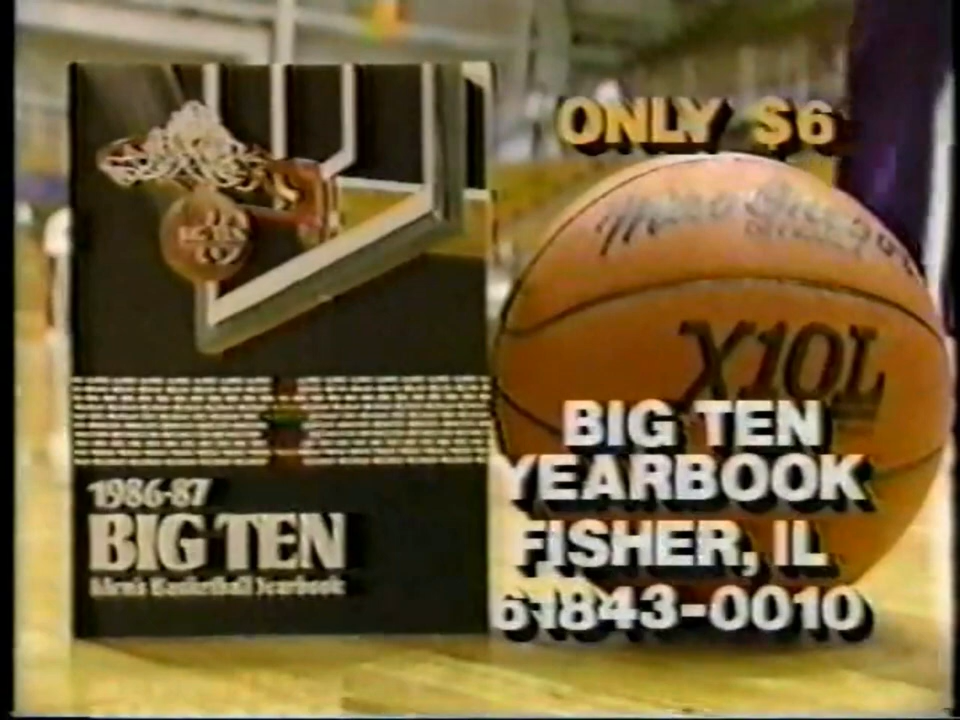 1986-87
BIG TEN
Men's Basketball Yearbook
ONLY $6
X10L
BIG TEN
YEARBOOK
FISHER, IL
61843-0010